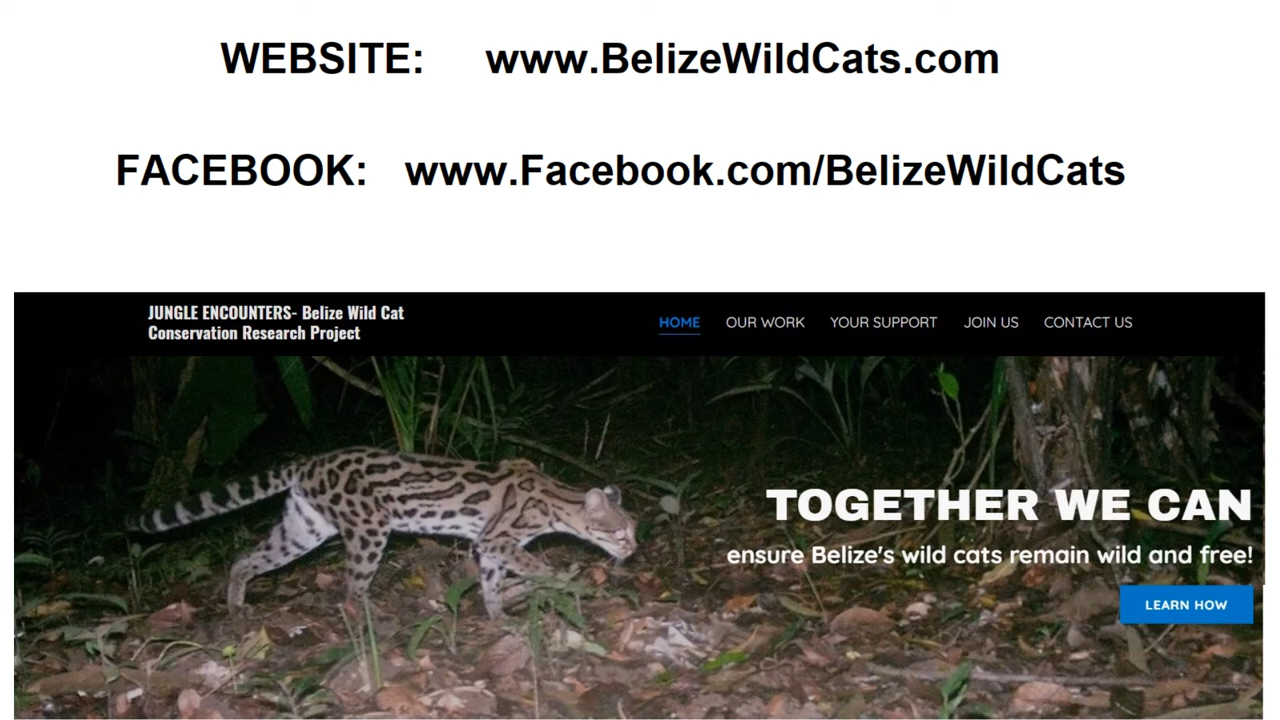 WEBSITE: www.BelizeWildCats.com
FACEBOOK: www.Facebook.com/BelizeWildCats
JUNGLE ENCOUNTERS- Belize Wild Cat
Conservation Research Project
HOME OUR WORK YOUR SUPPORT JOIN US CONTACT US
TOGETHER WE CAN
ensure Belize's wild cats remain wild and free!
LEARN HOW